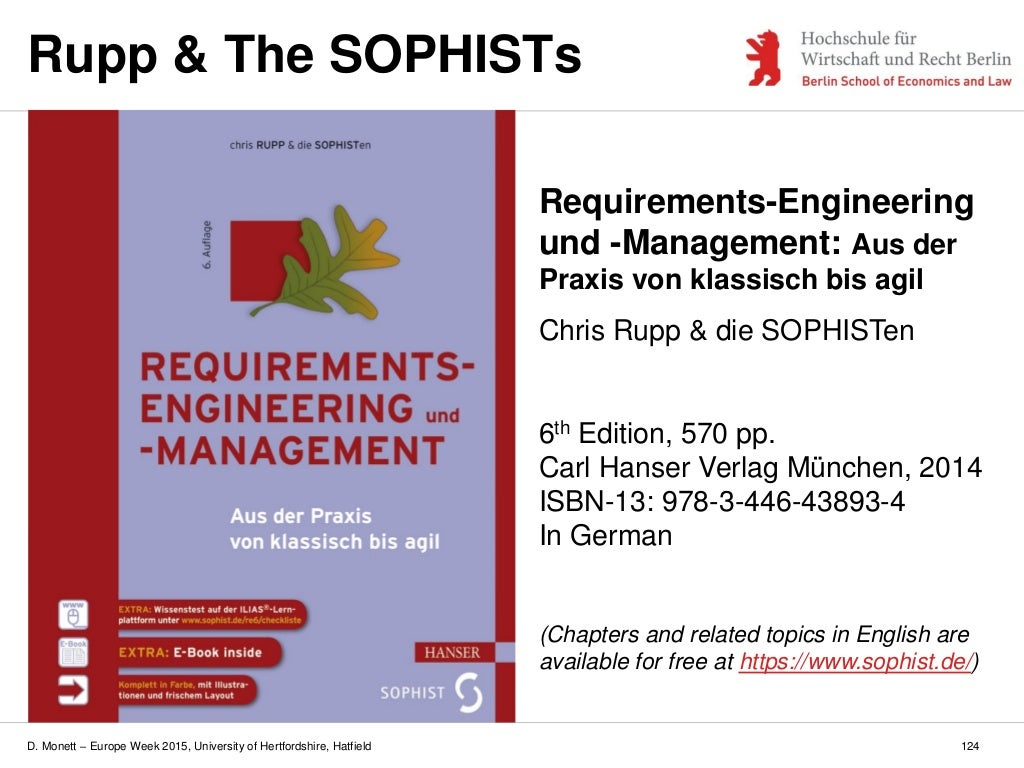 Rupp & The SOPHISTs
Hochschule für
Wirtschaft und Recht Berlin
Berlin School of Economics and Law
chris RUPP & die SOPHISTen
6. Auflage
REQUIREMENTS-
ENGINEERING und
-MANAGEMENT
Aus der Praxis
von klassisch bis agil
www
EXTRA: Wissenstest auf der ILIAS®-Lern-
plattform unter www.sophist.de/re6/checkliste
E-Book
EXTRA: E-Book inside
Komplett in Farbe, mit Illustra-
tionen und frischem Layout
HANSER
SOPHIST
Requirements-Engineering
und -Management: Aus der
Praxis von klassisch bis agil
Chris Rupp & die SOPHISTen
6th Edition, 570 pp.
Carl Hanser Verlag München, 2014
ISBN-13: 978-3-446-43893-4
In German
(Chapters and related topics in English are
available for free at https://www.sophist.de/)
D. Monett – Europe Week 2015, University of Hertfordshire, Hatfield
124